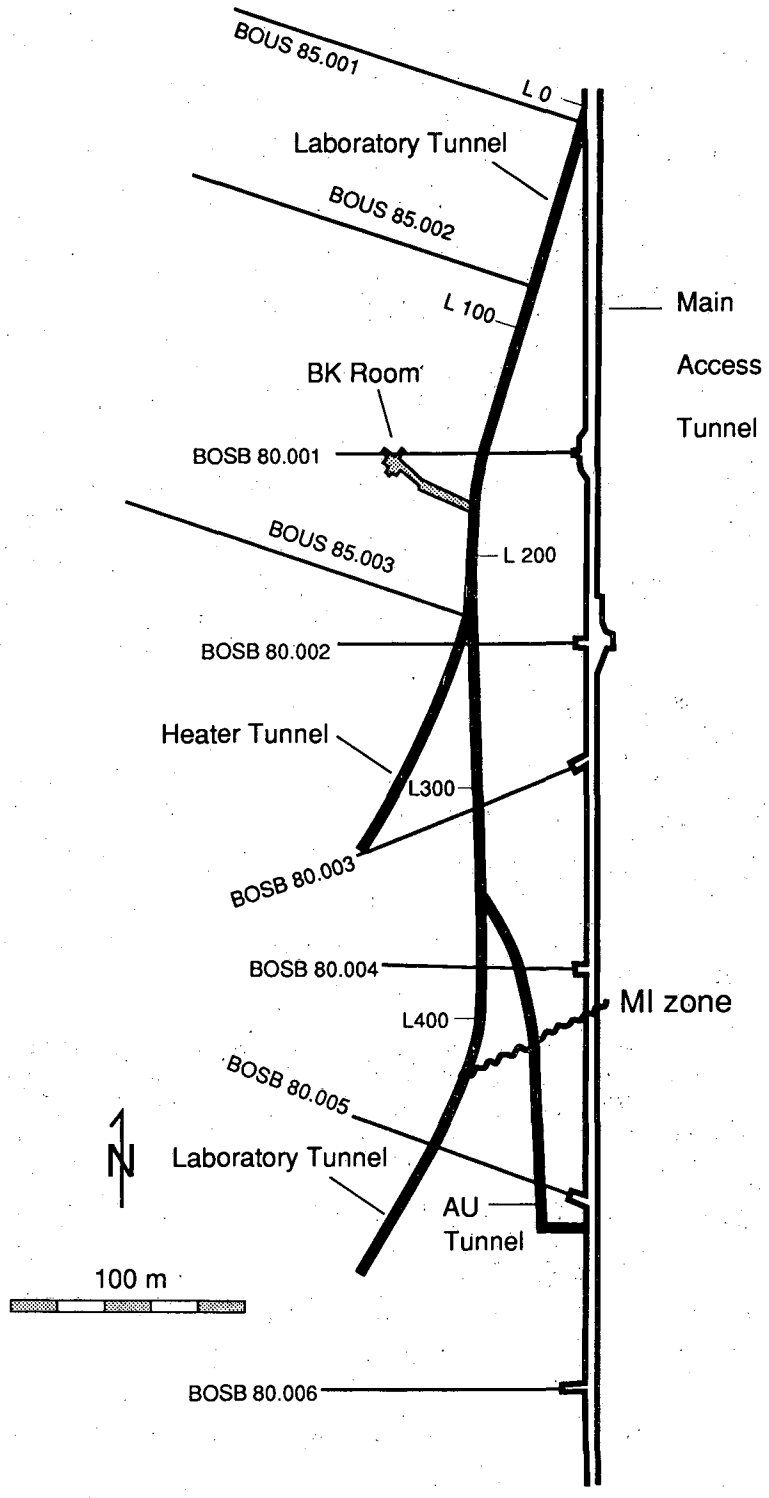 BOUS 85.001
L 0
Laboratory Tunnel
BOUS 85.002
L 100
Main
Access
Tunnel
BK Room
BOSB 80.001
BOUS 85.003
L 200
BOSB 80.002
Heater Tunnel
L300
BOSB 80.003
BOSB 80.004
MI zone
L400
BOSB 80.005
N
Laboratory Tunnel
AU
Tunnel
100 m
BOSB 80.006